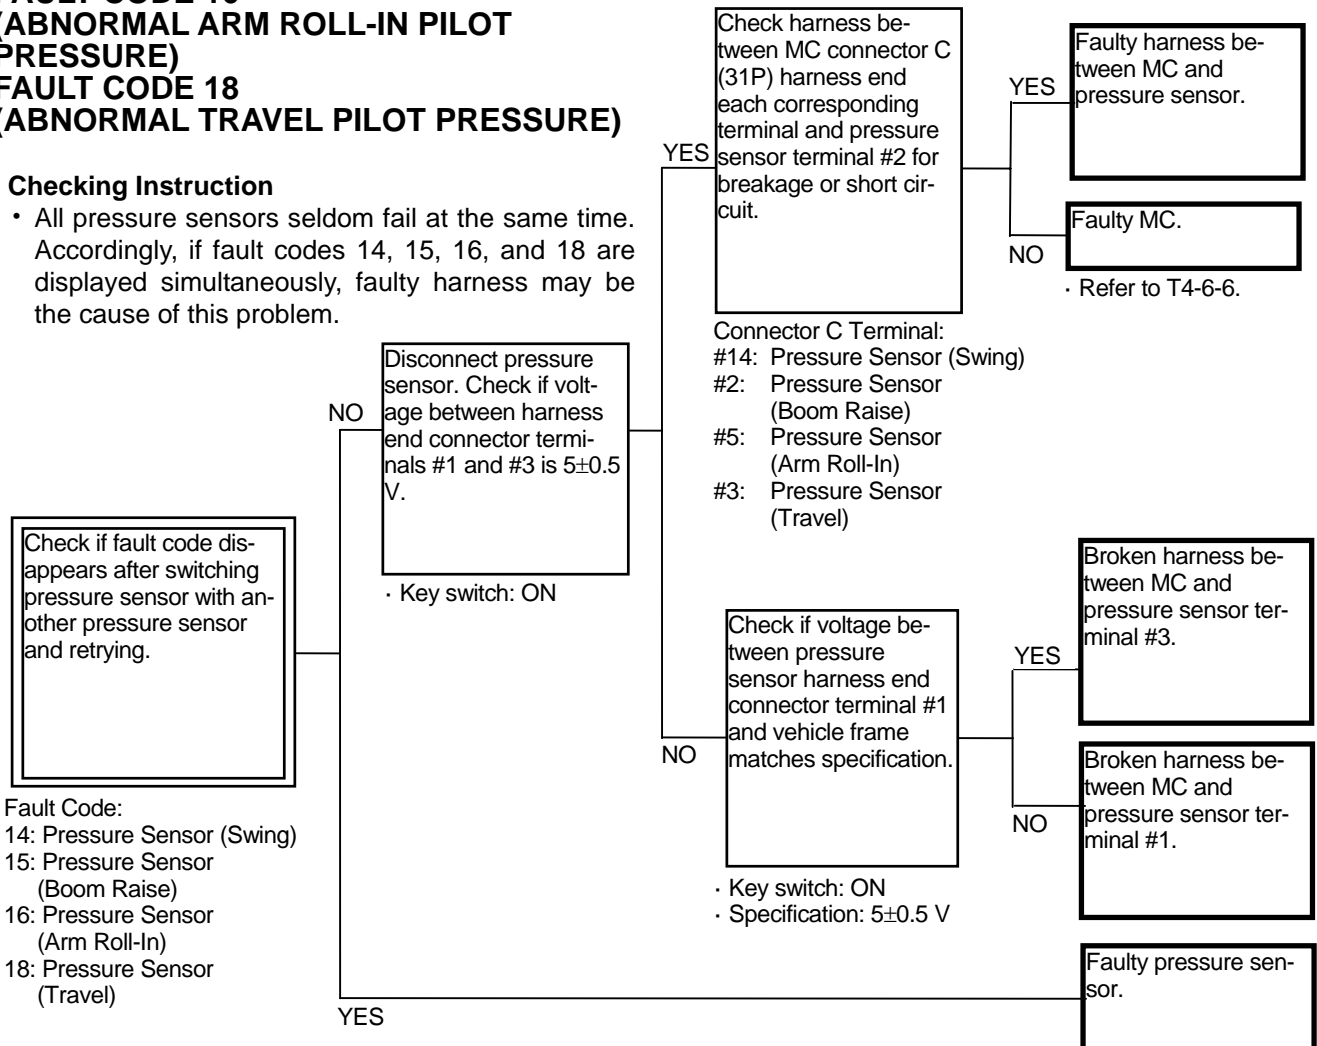 FAULT CODE 16
(ABNORMAL ARM ROLL-IN PILOT
PRESSURE)
FAULT CODE 18
(ABNORMAL TRAVEL PILOT PRESSURE)
Checking Instruction
· All pressure sensors seldom fail at the same time.
Accordingly, if fault codes 14, 15, 16, and 18 are
displayed simultaneously, faulty harness may be
the cause of this problem.
Check if fault code dis-
appears after switching
pressure sensor with an-
other pressure sensor
and retrying.
Fault Code:
14: Pressure Sensor (Swing)
15: Pressure Sensor
(Boom Raise)
16: Pressure Sensor
(Arm Roll-In)
18: Pressure Sensor
(Travel)
NO
Disconnect pressure
sensor. Check if volt-
age between harness
end connector termi-
nals #1 and #3 is 5±0.5
V.
· Key switch: ON
YES
Check harness be-
tween MC connector C
(31P) harness end
each corresponding
terminal and pressure
sensor terminal #2 for
breakage or short cir-
cuit.
Connector C Terminal:
#14: Pressure Sensor (Swing)
#2: Pressure Sensor
(Boom Raise)
#5: Pressure Sensor
(Arm Roll-In)
#3: Pressure Sensor
(Travel)
YES
Faulty harness be-
tween MC and
pressure sensor.
NO
Faulty MC.
· Refer to T4-6-6.
NO
Check if voltage be-
tween pressure
sensor harness end
connector terminal #1
and vehicle frame
matches specification.
· Key switch: ON
· Specification: 5±0.5 V
YES
Broken harness be-
tween MC and
pressure sensor ter-
minal #3.
NO
Broken harness be-
tween MC and
pressure sensor ter-
minal #1.
YES
Faulty pressure sen-
sor.